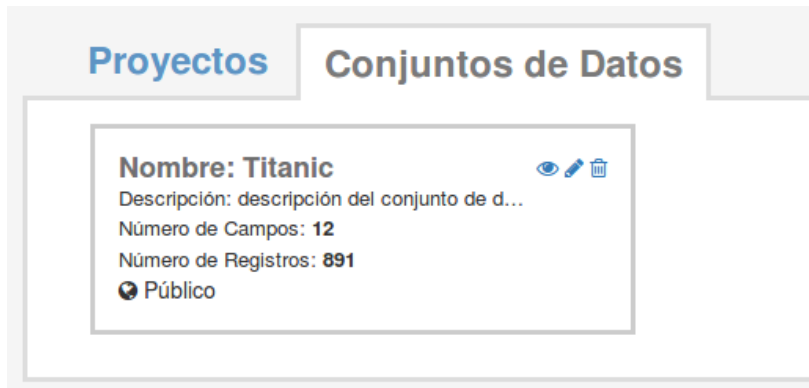 Proyectos Conjuntos de Datos
Nombre: Titanic
Descripción: descripción del conjunto de d...
Número de Campos: 12
Número de Registros: 891
Público